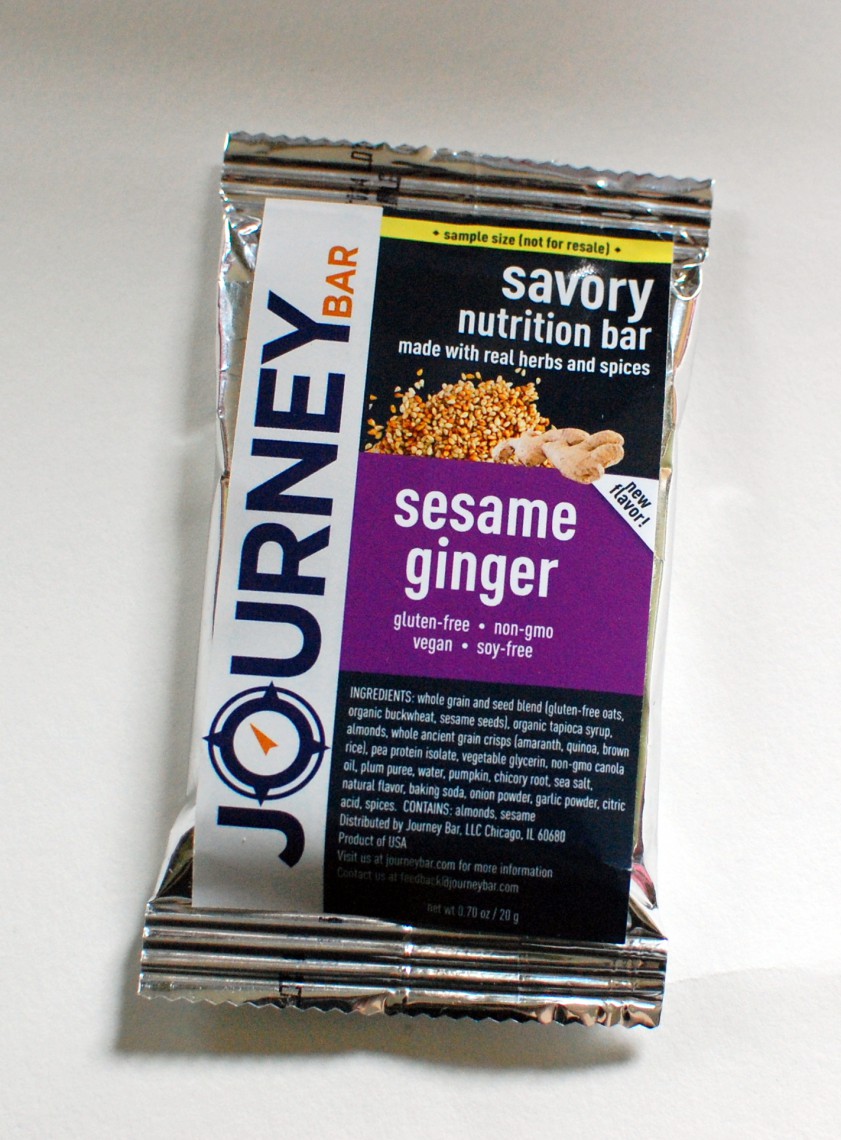 JOURNEY BAR
• sample size (not for resale) •
savory
nutrition bar
made with real herbs and spices
new
flavor!
sesame
ginger
gluten-free • non-gmo
vegan • soy-free
INGREDIENTS: whole grain and seed blend (gluten-free oats,
organic buckwheat, sesame seeds), organic tapioca syrup,
almonds, whole ancient grain crisps (amaranth, quinoa, brown
rice), pea protein isolate, vegetable glycerin, non-gmo canola
oil, plum puree, water, pumpkin, chicory root, sea salt,
natural flavor, baking soda, onion powder, garlic powder, citric
acid, spices. CONTAINS: almonds, sesame
Distributed by Journey Bar, LLC Chicago, IL 60680
Product of USA
Visit us at journeybar.com for more information
Contact us at feedback@journeybar.com
net wt 0.70 oz / 20 g